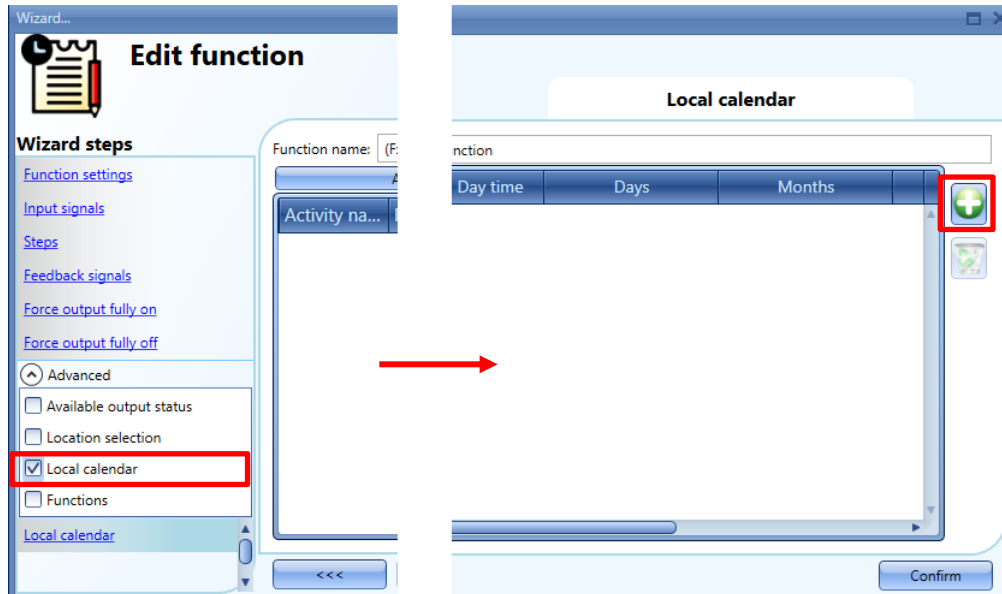 Wizard...
Edit function
Local calendar
Wizard steps
Function settings
Input signals
Steps
Feedback signals
Force output fully on
Force output fully off
Advanced
Available output status
Location selection
Local calendar
Functions
Local calendar
Function name: (F: nction
Day time Days Months
Activity na...
<<<
Confirm